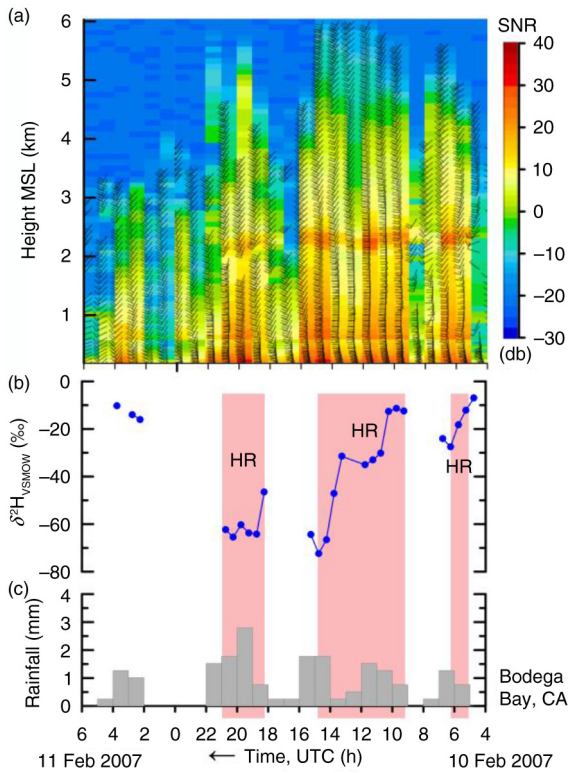 (a)
SNR
6
5
4
3
2
1
Height MSL (km)
40
30
20
10
0
−10
−20
−30
(db)
(b)
0
−20
−40
−60
−80
δ²H_VSMOW (‰)
HR
HR
HR
(c)
4
3
2
1
0
Rainfall (mm)
Bodega
Bay, CA
6 4 2 0 22 20 18 16 14 12 10 8 6 4
11 Feb 2007 ← Time, UTC (h) 10 Feb 2007